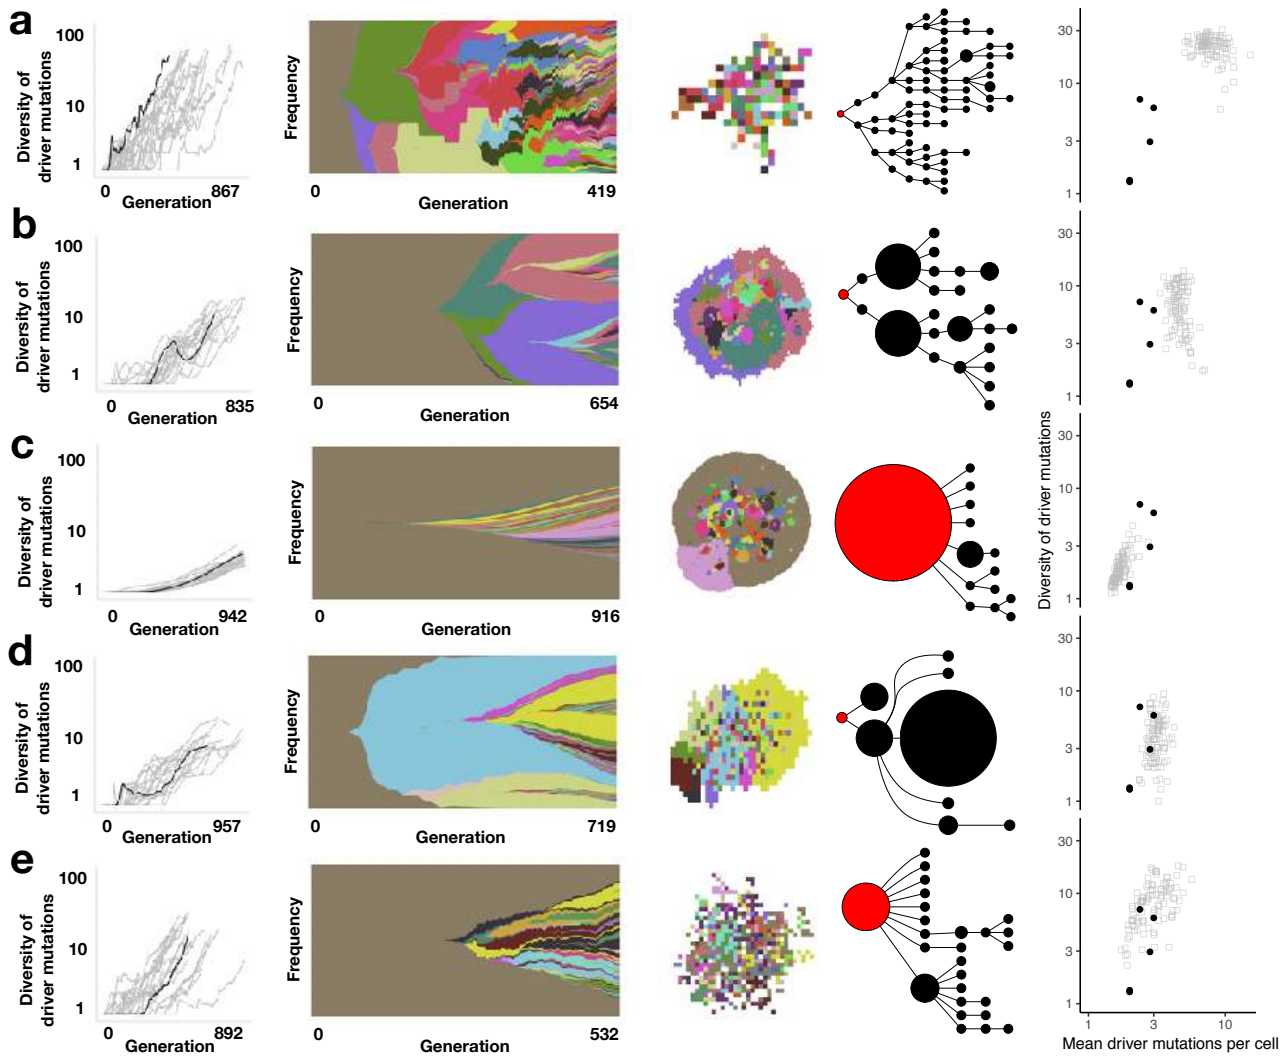 a
100
10
1
Diversity of
driver mutations
0
867
Generation
Frequency
0
419
Generation
30
10
3
1
b
100
10
1
Diversity of
driver mutations
0
835
Generation
Frequency
0
654
Generation
30
10
3
1
c
100
10
1
Diversity of
driver mutations
0
942
Generation
Frequency
0
916
Generation
Diversity of driver mutations
30
10
3
1
d
100
10
1
Diversity of
driver mutations
0
957
Generation
Frequency
0
719
Generation
30
10
3
1
e
100
10
1
Diversity of
driver mutations
0
892
Generation
Frequency
0
532
Generation
30
10
3
1
1
3
10
Mean driver mutations per cell